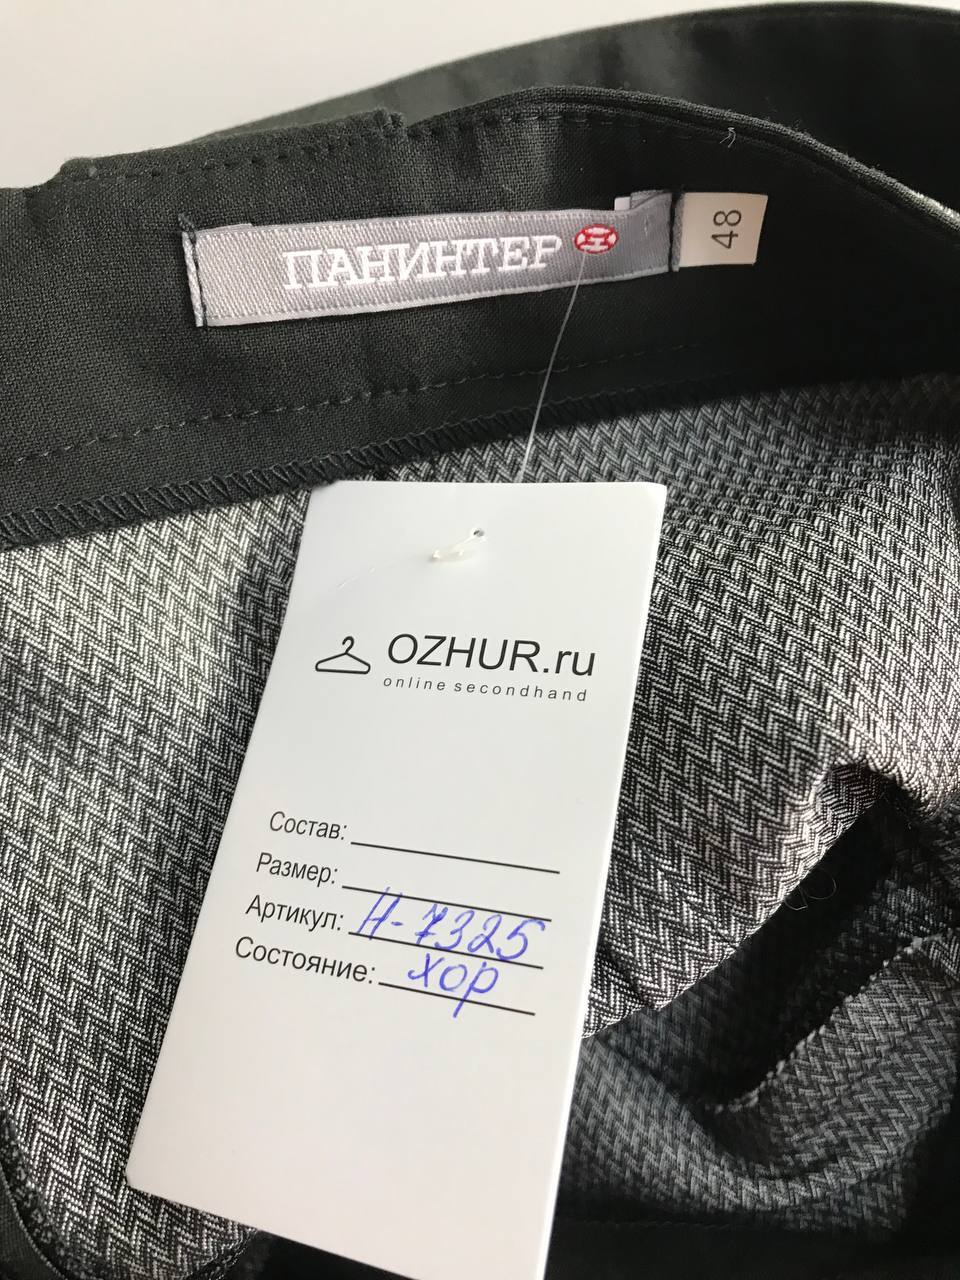 ПАНИНТЕР
48
OZHUR.ru
online secondhand
Состав:
Размер:
Артикул: Н-7325
Состояние: хор